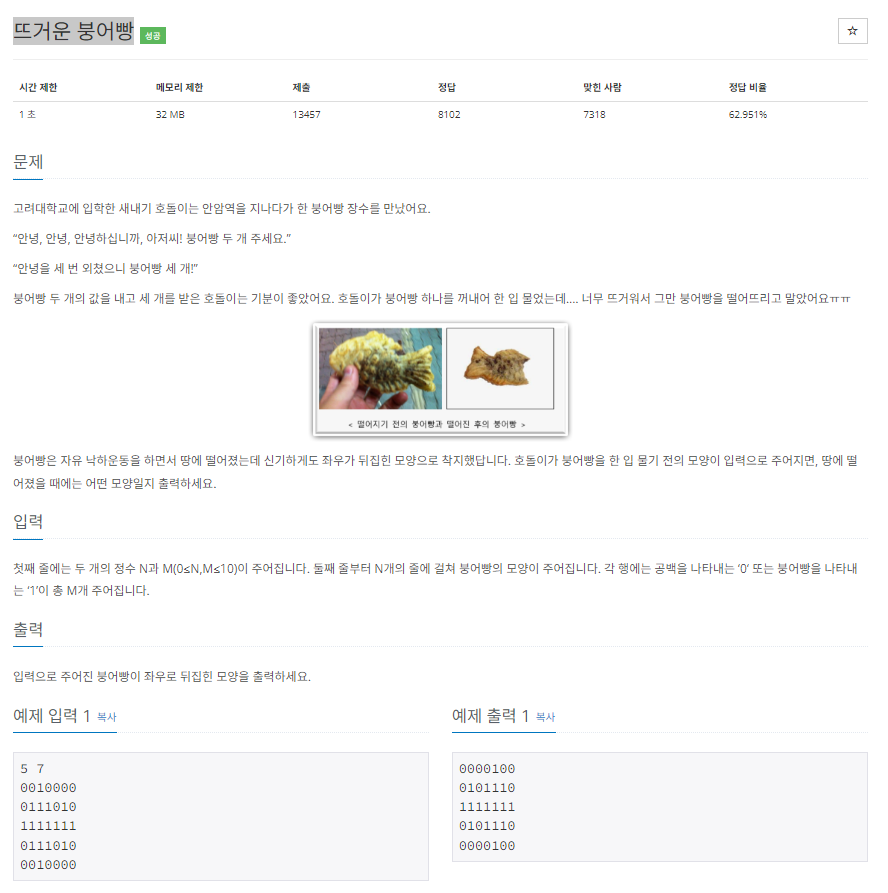 뜨거운 붕어빵 성공
☆
시간 제한 메모리 제한 제출 정답 맞힌 사람 정답 비율
1 초 32 MB 13457 8102 7318 62.951%
문제
고려대학교에 입학한 새내기 호돌이는 안암역을 지나다가 한 붕어빵 장수를 만났어요.
“안녕, 안녕, 안녕하십니까, 아저씨! 붕어빵 두 개 주세요.”
“안녕을 세 번 외쳤으니 붕어빵 세 개!”
붕어빵 두 개의 값을 내고 세 개를 받은 호돌이는 기분이 좋았어요. 호돌이가 붕어빵 하나를 꺼내어 한 입 물었는데…. 너무 뜨거워서 그만 붕어빵을 떨어뜨리고 말았어요ㅠㅠ
< 떨어지기 전의 붕어빵과 떨어진 후의 붕어빵 >
붕어빵은 자유 낙하운동을 하면서 땅에 떨어졌는데 신기하게도 좌우가 뒤집힌 모양으로 착지했답니다. 호돌이가 붕어빵을 한 입 물기 전의 모양이 입력으로 주어지면, 땅에 떨
어졌을 때에는 어떤 모양일지 출력하세요.
입력
첫째 줄에는 두 개의 정수 N과 M(0≤N,M≤10)이 주어집니다. 둘째 줄부터 N개의 줄에 걸쳐 붕어빵의 모양이 주어집니다. 각 행에는 공백을 나타내는 ‘0’ 또는 붕어빵을 나타내
는 ‘1’이 총 M개 주어집니다.
출력
입력으로 주어진 붕어빵이 좌우로 뒤집힌 모양을 출력하세요.
예제 입력 1 복사
5 7
0010000
0111010
1111111
0111010
0010000
예제 출력 1 복사
0000100
0101110
1111111
0101110
0000100